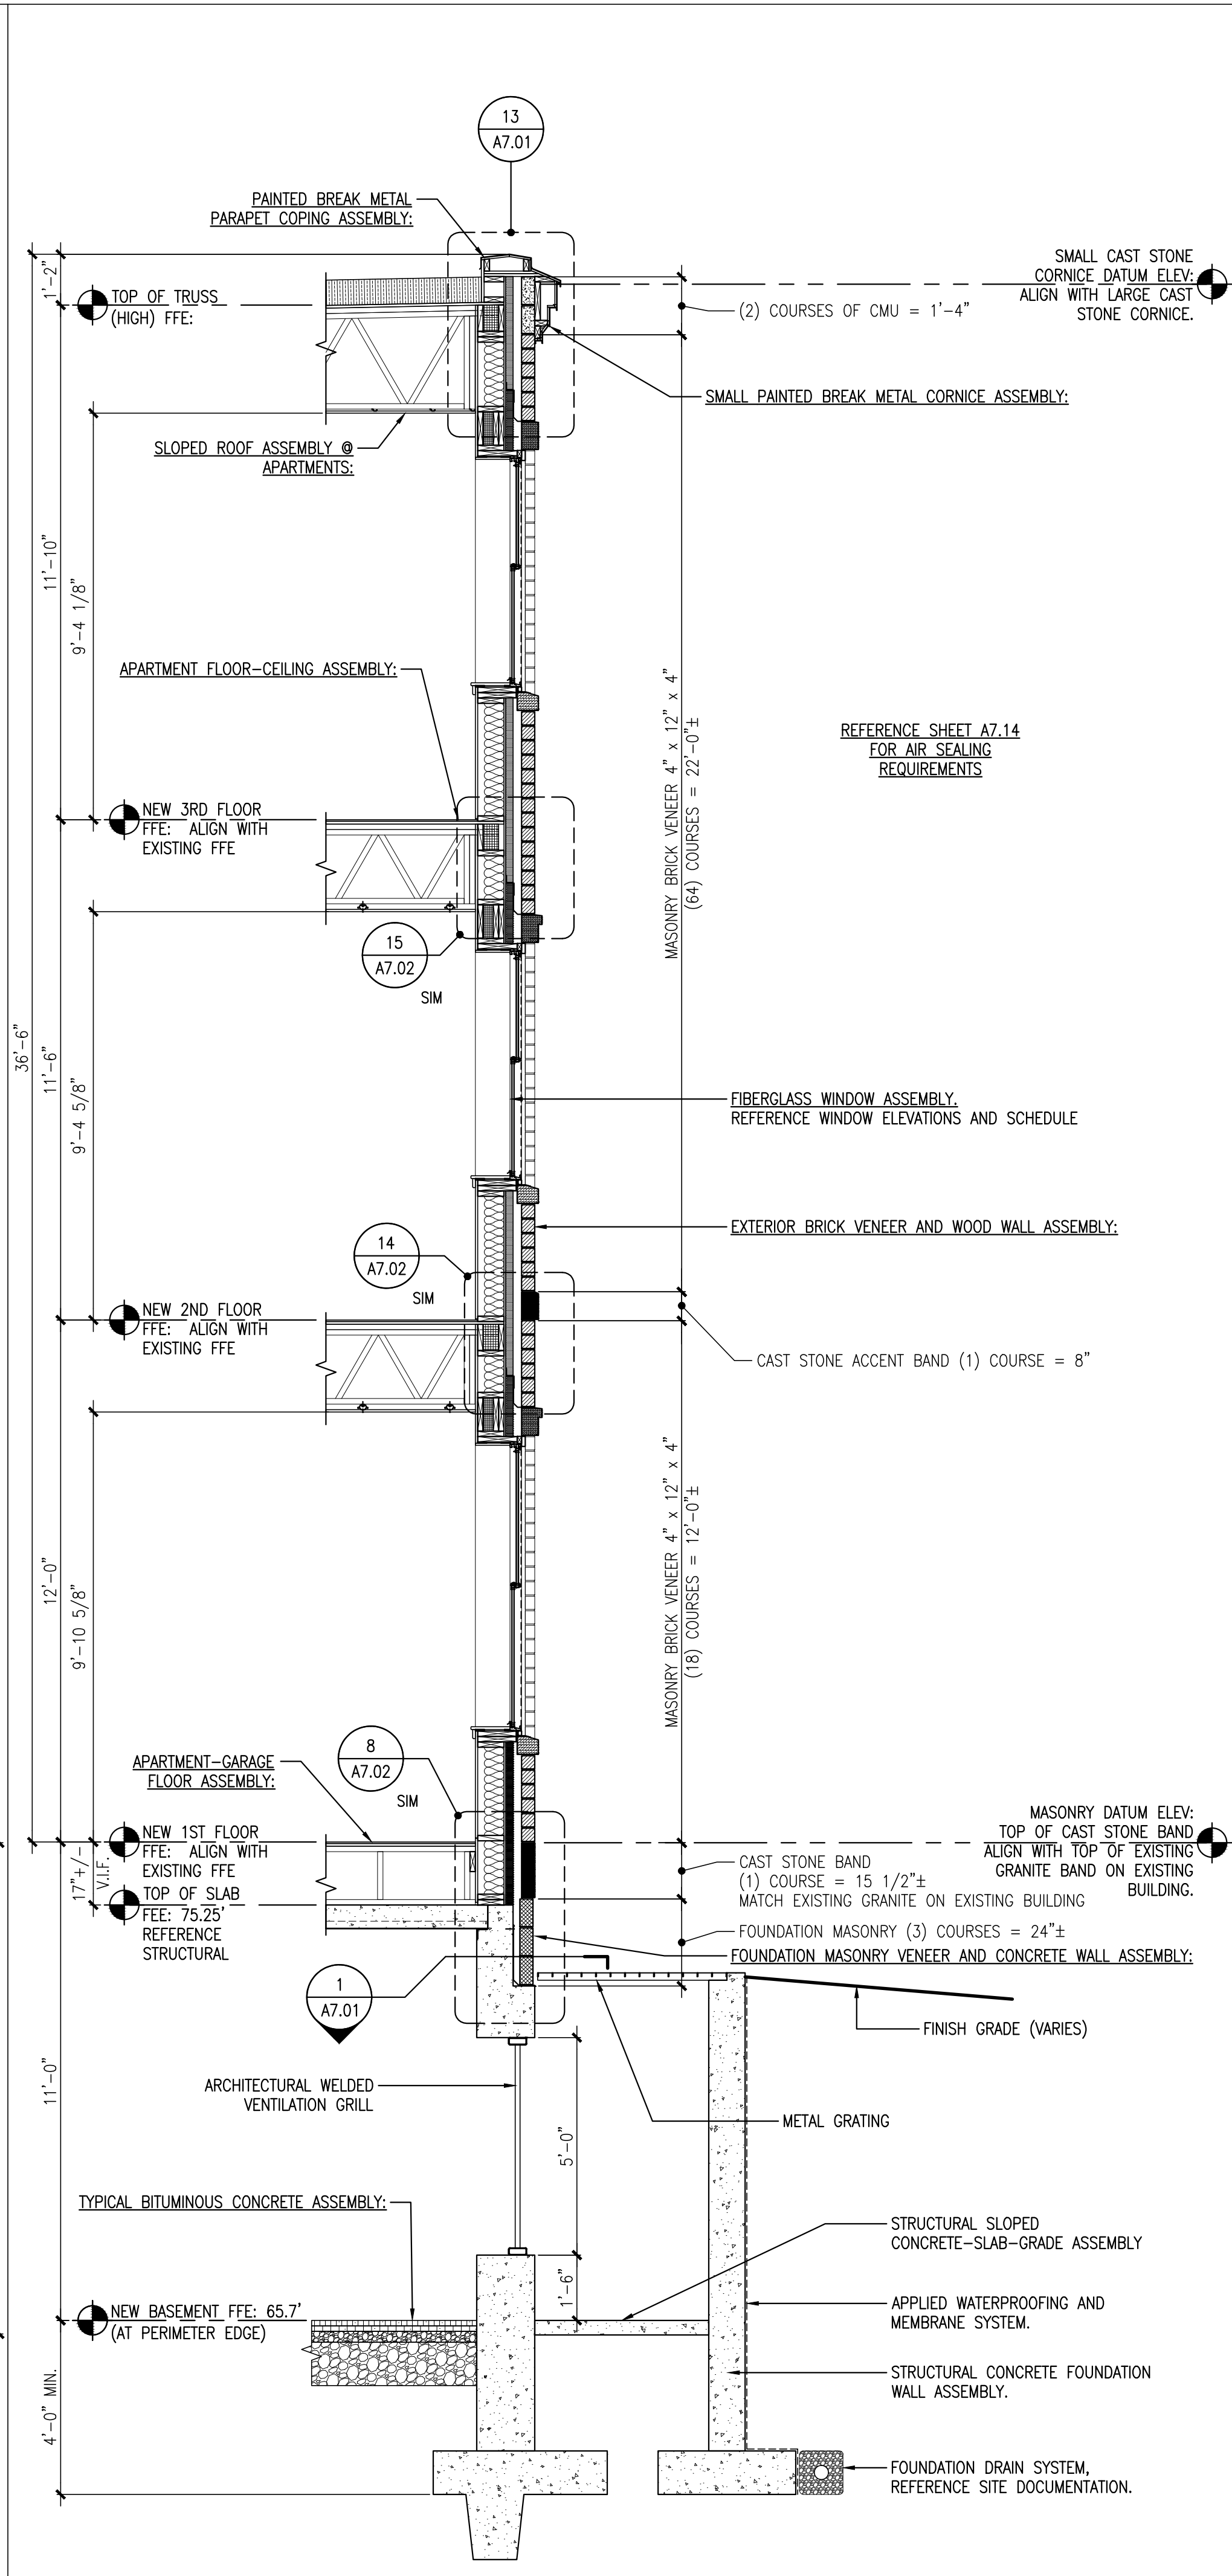 13
A7.01
PAINTED BREAK METAL
PARAPET COPING ASSEMBLY:
SMALL CAST STONE
CORNICE DATUM ELEV:
ALIGN WITH LARGE CAST
STONE CORNICE.
1'-2"
TOP OF TRUSS
(HIGH) FFE:
(2) COURSES OF CMU = 1'-4"
SMALL PAINTED BREAK METAL CORNICE ASSEMBLY:
SLOPED ROOF ASSEMBLY @
APARTMENTS:
11'-10"
9'-4 1/8"
APARTMENT FLOOR-CEILING ASSEMBLY:
MASONRY BRICK VENEER 4" x 12" x 4"
(64) COURSES = 22'-0"±
REFERENCE SHEET A7.14
FOR AIR SEALING
REQUIREMENTS
NEW 3RD FLOOR
FFE: ALIGN WITH
EXISTING FFE
15
A7.02
SIM
36'-6"
11'-6"
9'-4 5/8"
FIBERGLASS WINDOW ASSEMBLY.
REFERENCE WINDOW ELEVATIONS AND SCHEDULE
EXTERIOR BRICK VENEER AND WOOD WALL ASSEMBLY:
14
A7.02
SIM
NEW 2ND FLOOR
FFE: ALIGN WITH
EXISTING FFE
CAST STONE ACCENT BAND (1) COURSE = 8"
MASONRY BRICK VENEER 4" x 12" x 4"
(18) COURSES = 12'-0"±
12'-0"
9'-10 5/8"
8
A7.02
SIM
APARTMENT-GARAGE
FLOOR ASSEMBLY:
NEW 1ST FLOOR
FFE: ALIGN WITH
EXISTING FFE
MASONRY DATUM ELEV:
TOP OF CAST STONE BAND
ALIGN WITH TOP OF EXISTING
GRANITE BAND ON EXISTING
BUILDING.
17"+/-
V.I.F.
CAST STONE BAND
(1) COURSE = 15 1/2"±
MATCH EXISTING GRANITE ON EXISTING BUILDING
TOP OF SLAB
FEE: 75.25'
REFERENCE
STRUCTURAL
FOUNDATION MASONRY (3) COURSES = 24"±
FOUNDATION MASONRY VENEER AND CONCRETE WALL ASSEMBLY:
1
A7.01
FINISH GRADE (VARIES)
11'-0"
ARCHITECTURAL WELDED
VENTILATION GRILL
METAL GRATING
5'-0"
TYPICAL BITUMINOUS CONCRETE ASSEMBLY:
STRUCTURAL SLOPED
CONCRETE-SLAB-GRADE ASSEMBLY
1'-6"
NEW BASEMENT FFE: 65.7'
(AT PERIMETER EDGE)
APPLIED WATERPROOFING AND
MEMBRANE SYSTEM.
4'-0" MIN.
STRUCTURAL CONCRETE FOUNDATION
WALL ASSEMBLY.
FOUNDATION DRAIN SYSTEM,
REFERENCE SITE DOCUMENTATION.